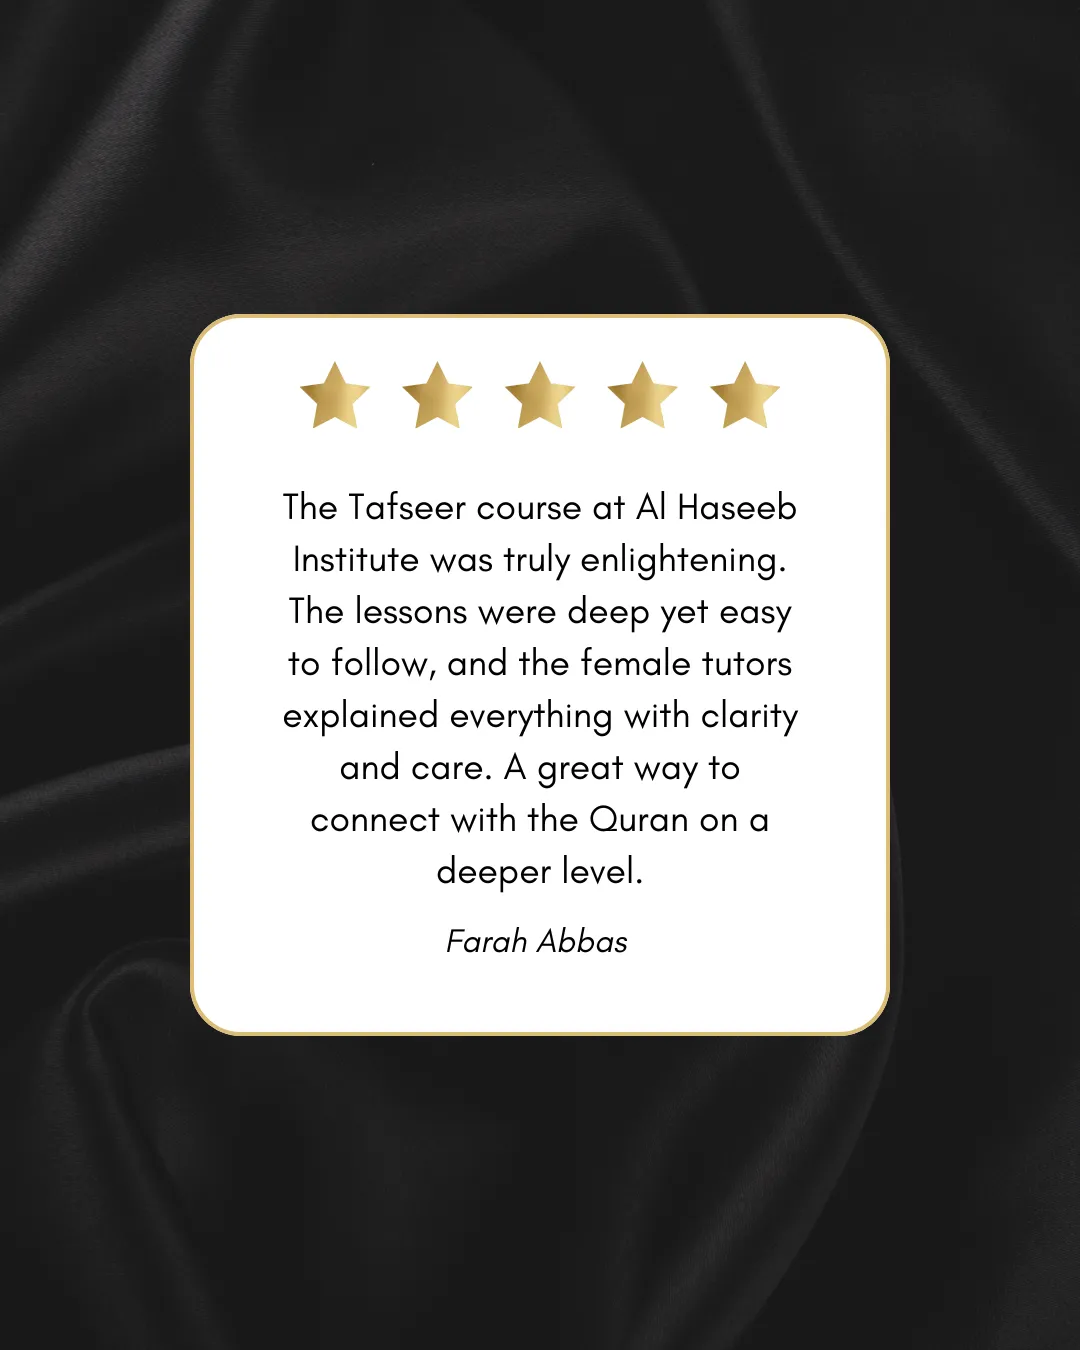 The Tafseer course at Al Haseeb
Institute was truly enlightening.
The lessons were deep yet easy
to follow, and the female tutors
explained everything with clarity
and care. A great way to
connect with the Quran on a
deeper level.
Farah Abbas